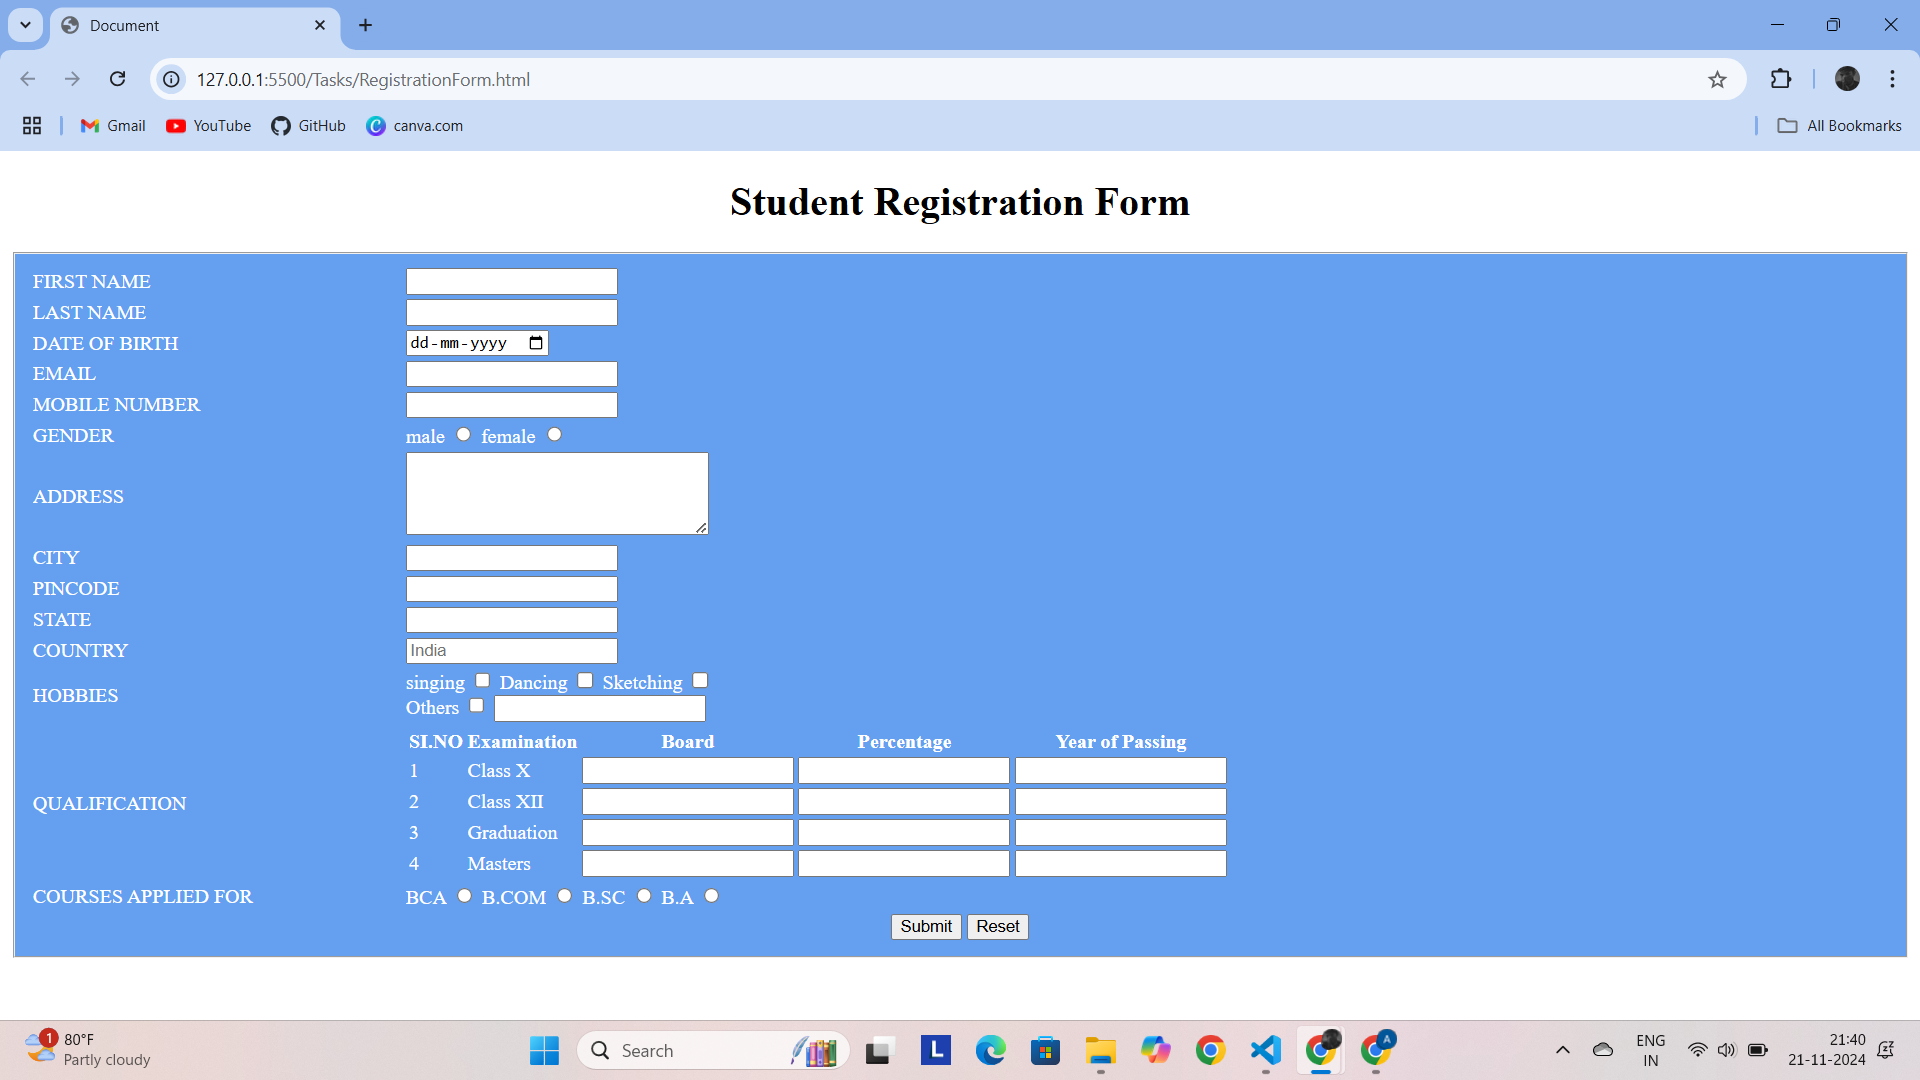 Document
127.0.0.1:5500/Tasks/RegistrationForm.html
Gmail YouTube GitHub canva.com All Bookmarks
Student Registration Form
FIRST NAME
LAST NAME
DATE OF BIRTH dd-mm-yyyy
EMAIL
MOBILE NUMBER
GENDER male female
ADDRESS
CITY
PINCODE
STATE
COUNTRY India
HOBBIES singing Dancing Sketching
Others
SI.NO Examination Board Percentage Year of Passing
1 Class X
2 Class XII
QUALIFICATION
3 Graduation
4 Masters
COURSES APPLIED FOR BCA B.COM B.SC B.A
Submit Reset
1 80°F
Partly cloudy
Search
L
A
ENG
IN
21:40
21-11-2024